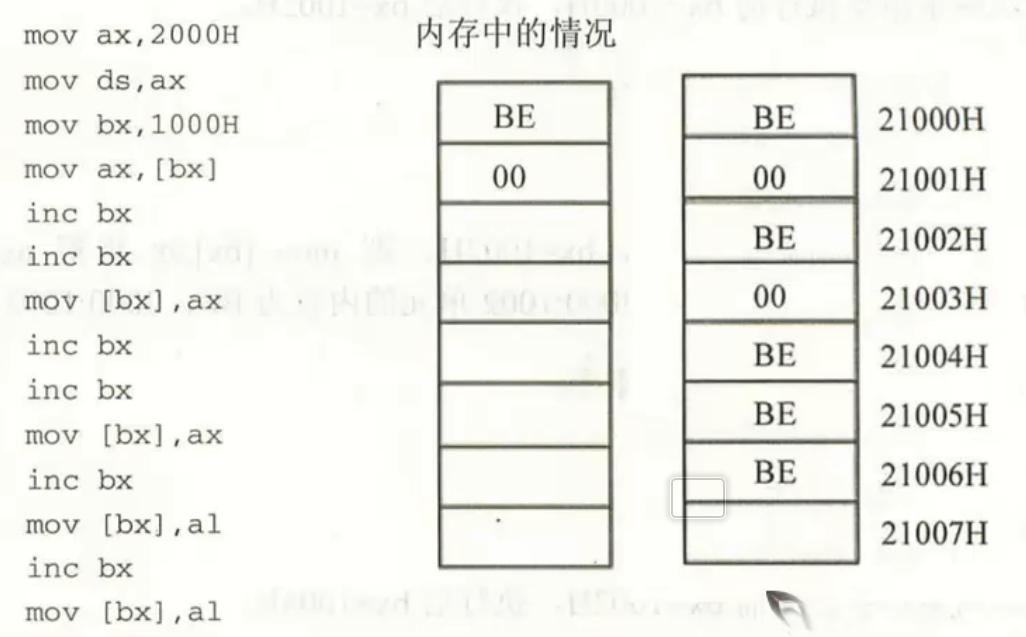 mov ax,2000H
mov ds,ax
mov bx,1000H
mov ax,[bx]
inc bx
inc bx
mov [bx],ax
inc bx
inc bx
mov [bx],ax
inc bx
mov [bx],al
inc bx
mov [bx],al
内存中的情况
BE BE 21000H
00 00 21001H
BE 21002H
00 21003H
BE 21004H
BE 21005H
BE 21006H
21007H